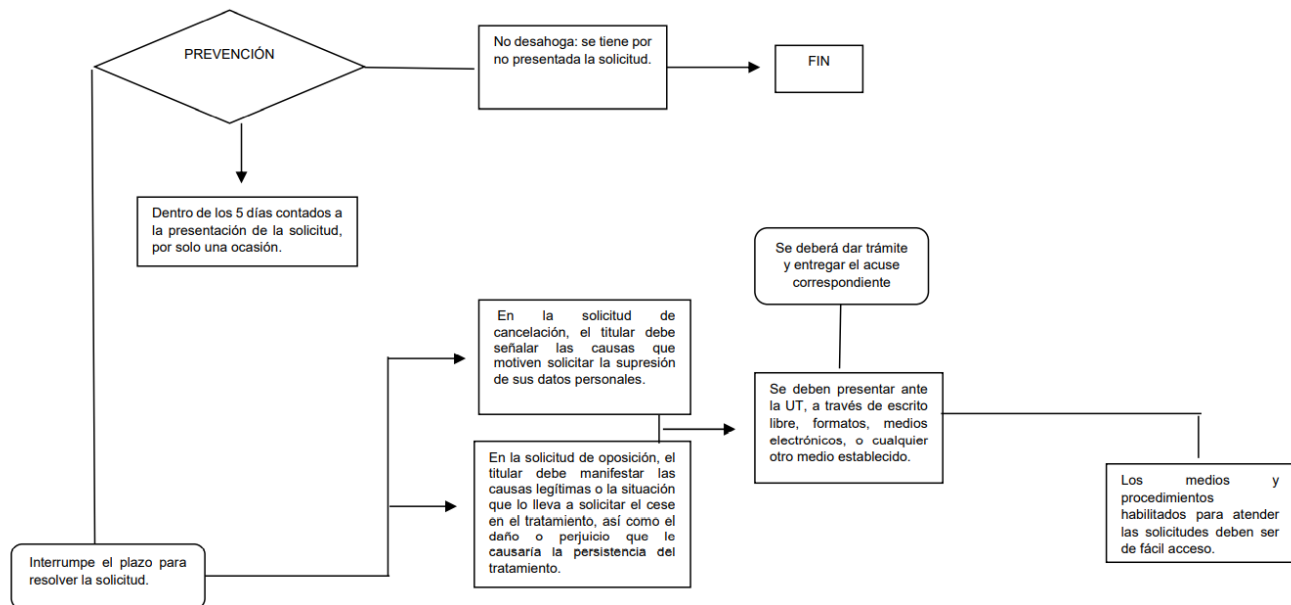 PREVENCIÓN
No desahoga: se tiene por
no presentada la solicitud.
FIN
Dentro de los 5 días contados a
la presentación de la solicitud,
por solo una ocasión.
Se deberá dar trámite
y entregar el acuse
correspondiente
En la solicitud de
cancelación, el titular debe
señalar las causas que
motiven solicitar la supresión
de sus datos personales.
Se deben presentar ante
la UT, a través de escrito
libre, formatos, medios
electrónicos, o cualquier
otro medio establecido.
En la solicitud de oposición, el
titular debe manifestar las
causas legítimas o la situación
que lo lleva a solicitar el cese
en el tratamiento, así como el
daño o perjuicio que le
causaría la persistencia del
tratamiento.
Los medios y
procedimientos
habilitados para atender
las solicitudes deben ser
de fácil acceso.
Interrumpe el plazo para
resolver la solicitud.